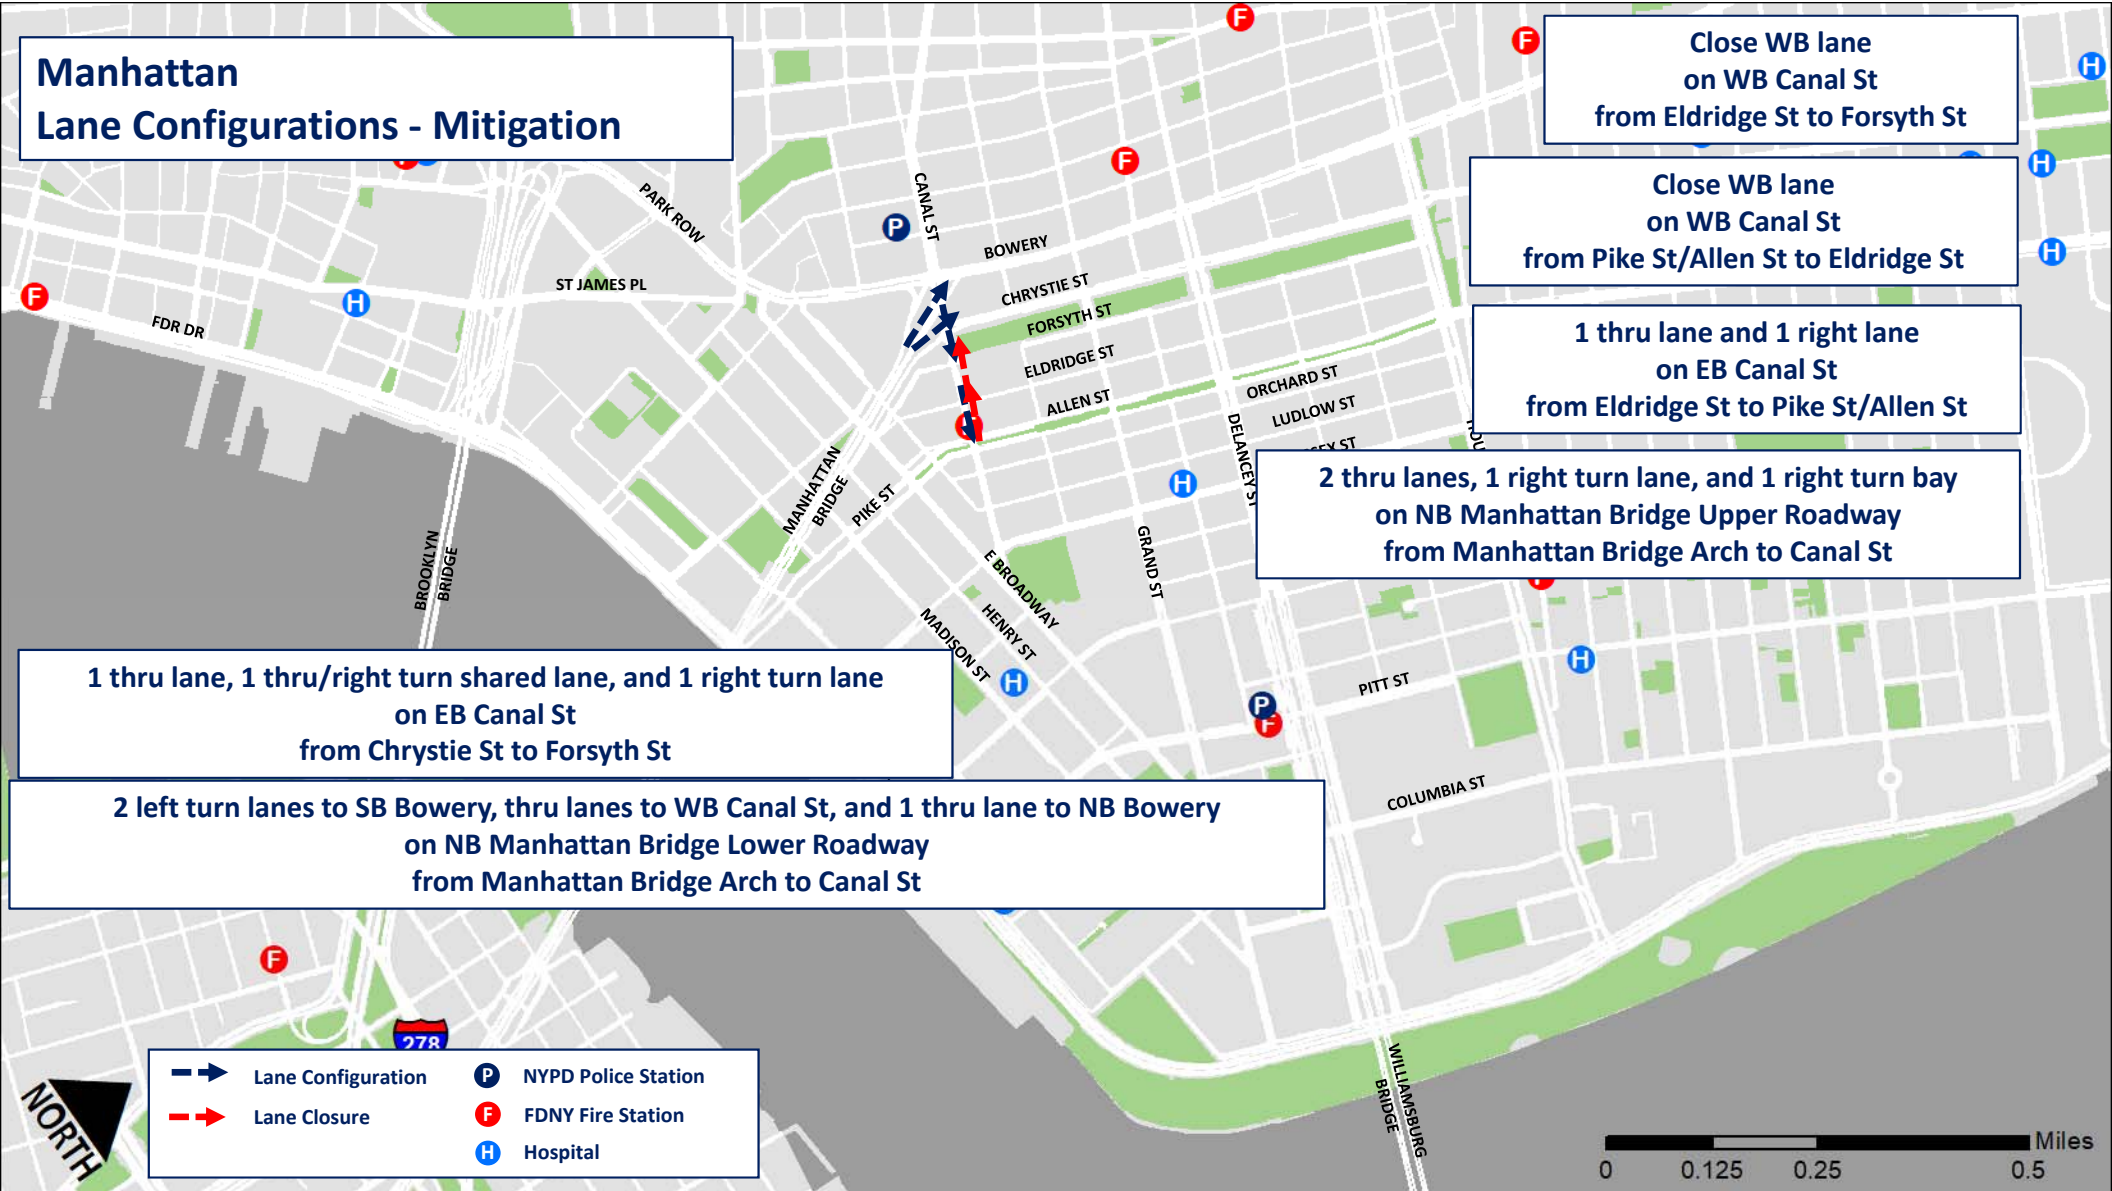 Manhattan
Lane Configurations - Mitigation
Close WB lane
on WB Canal St
from Eldridge St to Forsyth St
Close WB lane
on WB Canal St
from Pike St/Allen St to Eldridge St
1 thru lane and 1 right lane
on EB Canal St
from Eldridge St to Pike St/Allen St
2 thru lanes, 1 right turn lane, and 1 right turn bay
on NB Manhattan Bridge Upper Roadway
from Manhattan Bridge Arch to Canal St
1 thru lane, 1 thru/right turn shared lane, and 1 right turn lane
on EB Canal St
from Chrystie St to Forsyth St
2 left turn lanes to SB Bowery, thru lanes to WB Canal St, and 1 thru lane to NB Bowery
on NB Manhattan Bridge Lower Roadway
from Manhattan Bridge Arch to Canal St
PARK ROW
CANAL ST
BOWERY
ST JAMES PL
CHRYSTIE ST
FORSYTH ST
FDR DR
ELDRIDGE ST
ALLEN ST
ORCHARD ST
LUDLOW ST
DELANCEY ST
MANHATTAN
BRIDGE
PIKE ST
BROOKLYN
BRIDGE
GRAND ST
E BROADWAY
HENRY ST
MADISON ST
PITT ST
COLUMBIA ST
WILLIAMSBURG
BRIDGE
278
NORTH
Lane Configuration
Lane Closure
P NYPD Police Station
F FDNY Fire Station
H Hospital
Miles
0 0.125 0.25 0.5
F
F
F
F
F
F
F
P
P
H
H
H
H
H
H
H